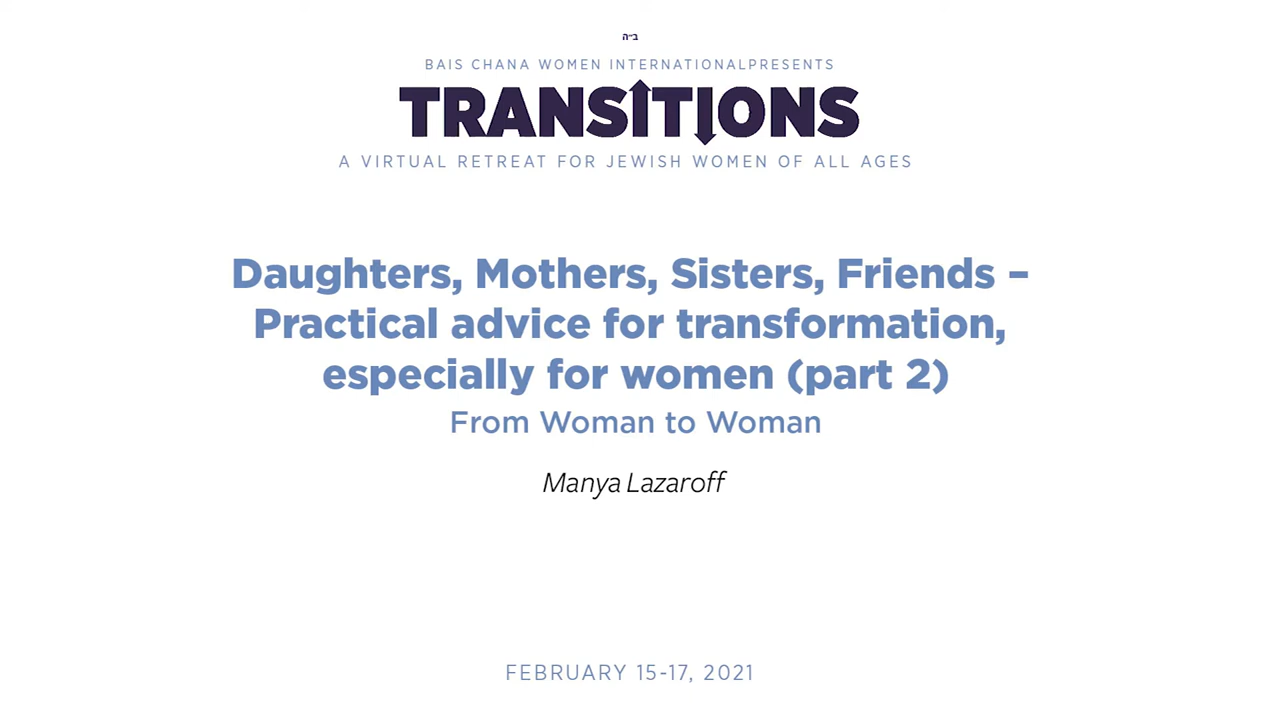 ב״ה
BAIS CHANA WOMEN INTERNATIONALPRESENTS
TRANSITIONS
A VIRTUAL RETREAT FOR JEWISH WOMEN OF ALL AGES
Daughters, Mothers, Sisters, Friends –
Practical advice for transformation,
especially for women (part 2)
From Woman to Woman
Manya Lazaroff
FEBRUARY 15-17, 2021